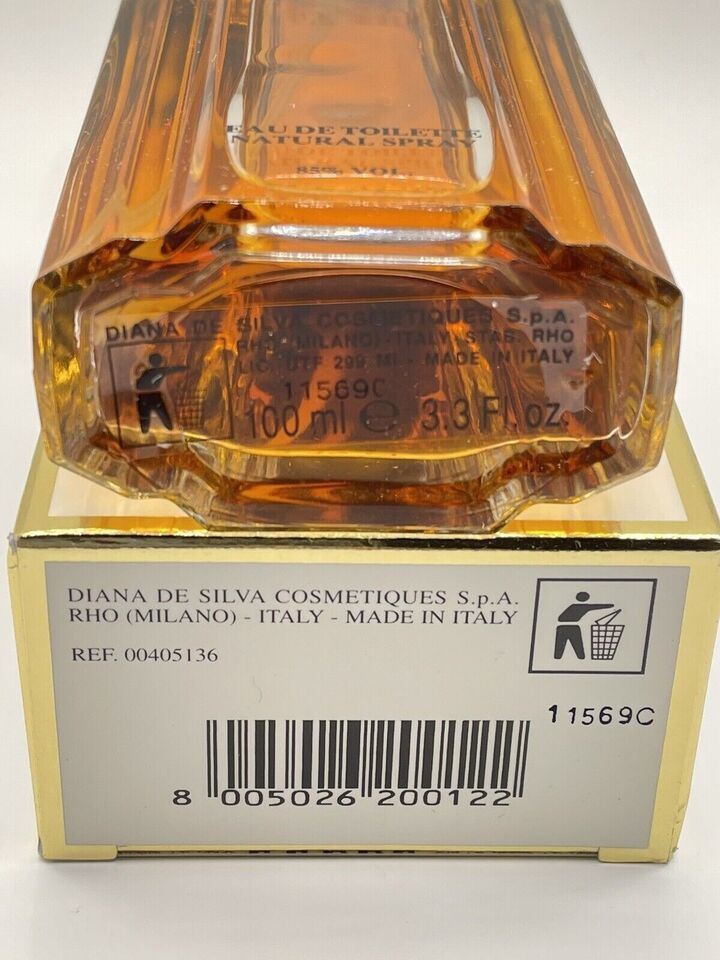 EAU DE TOILETTE
NATURAL SPRAY
85% VOL.
DIANA DE SILVA COSMETIQUES S.p.A.
RHO (MILANO) - ITALY - STAB. RHO
LIC. UTF 299 MI - MADE IN ITALY
11569C
100 ml e 3.3 Fl. oz.
DIANA DE SILVA COSMETIQUES S.p.A.
RHO (MILANO) - ITALY - MADE IN ITALY
REF. 00405136
11569C
8 005026 200122